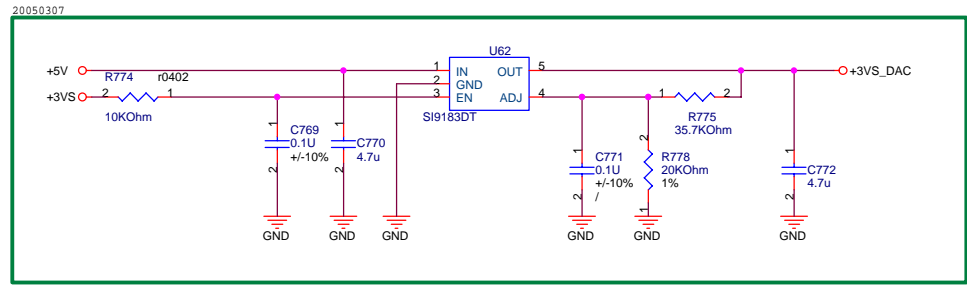 20050307
U62
+5V
1 IN OUT 5
2 GND
3 EN ADJ 4
SI9183DT
+3VS_DAC
R774 r0402
+3VS 2 1
10KOhm
1 2
R775
35.7KOhm
1
C769
0.1U
+/-10%
2
1
C770
4.7u
2
1
C771
0.1U
+/-10%
/
2
2
R778
20KOhm
1%
1
1
C772
4.7u
2
GND
GND
GND
GND
GND
GND